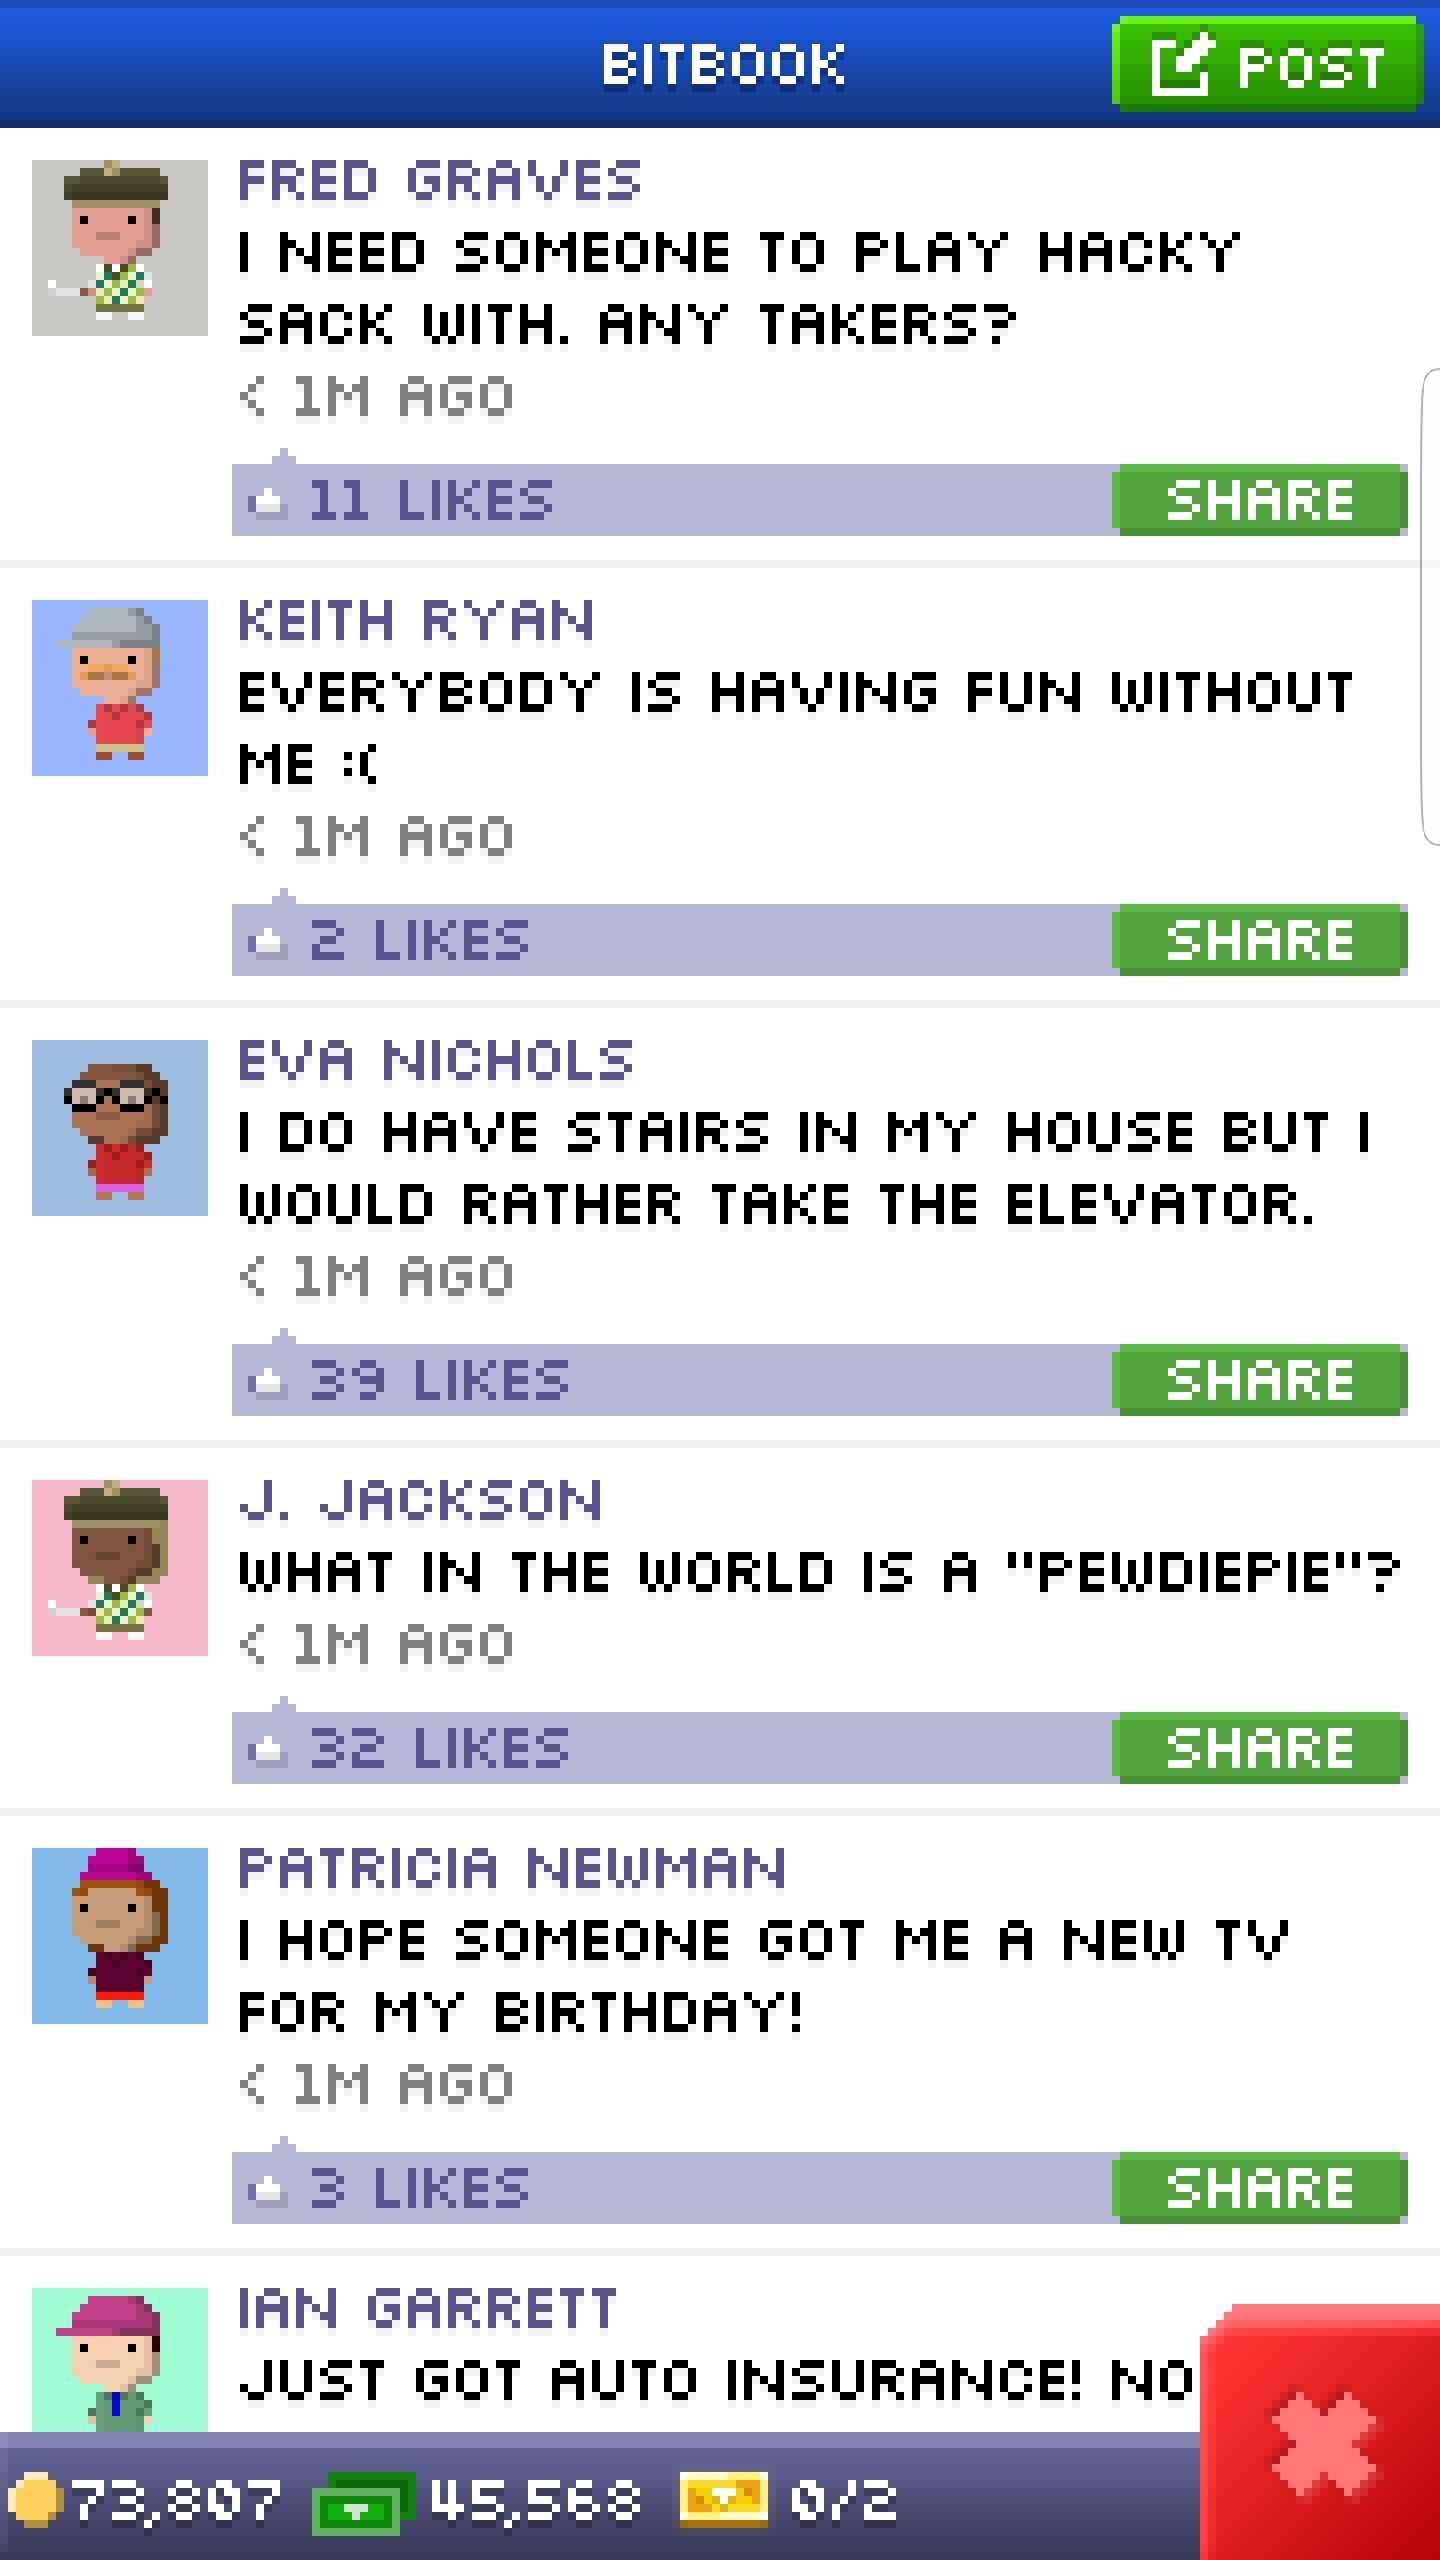 BITBOOK
POST
FRED GRAVES
I NEED SOMEONE TO PLAY HACKY
SACK WITH. ANY TAKERS?
< 1M AGO
11 LIKES
SHARE
KEITH RYAN
EVERYBODY IS HAVING FUN WITHOUT
ME :(
< 1M AGO
2 LIKES
SHARE
EVA NICHOLS
I DO HAVE STAIRS IN MY HOUSE BUT I
WOULD RATHER TAKE THE ELEVATOR.
< 1M AGO
39 LIKES
SHARE
J. JACKSON
WHAT IN THE WORLD IS A "PEWDIEPIE"?
< 1M AGO
32 LIKES
SHARE
PATRICIA NEWMAN
I HOPE SOMEONE GOT ME A NEW TV
FOR MY BIRTHDAY!
< 1M AGO
3 LIKES
SHARE
IAN GARRETT
JUST GOT AUTO INSURANCE! NO
73,807
45,568
0/2